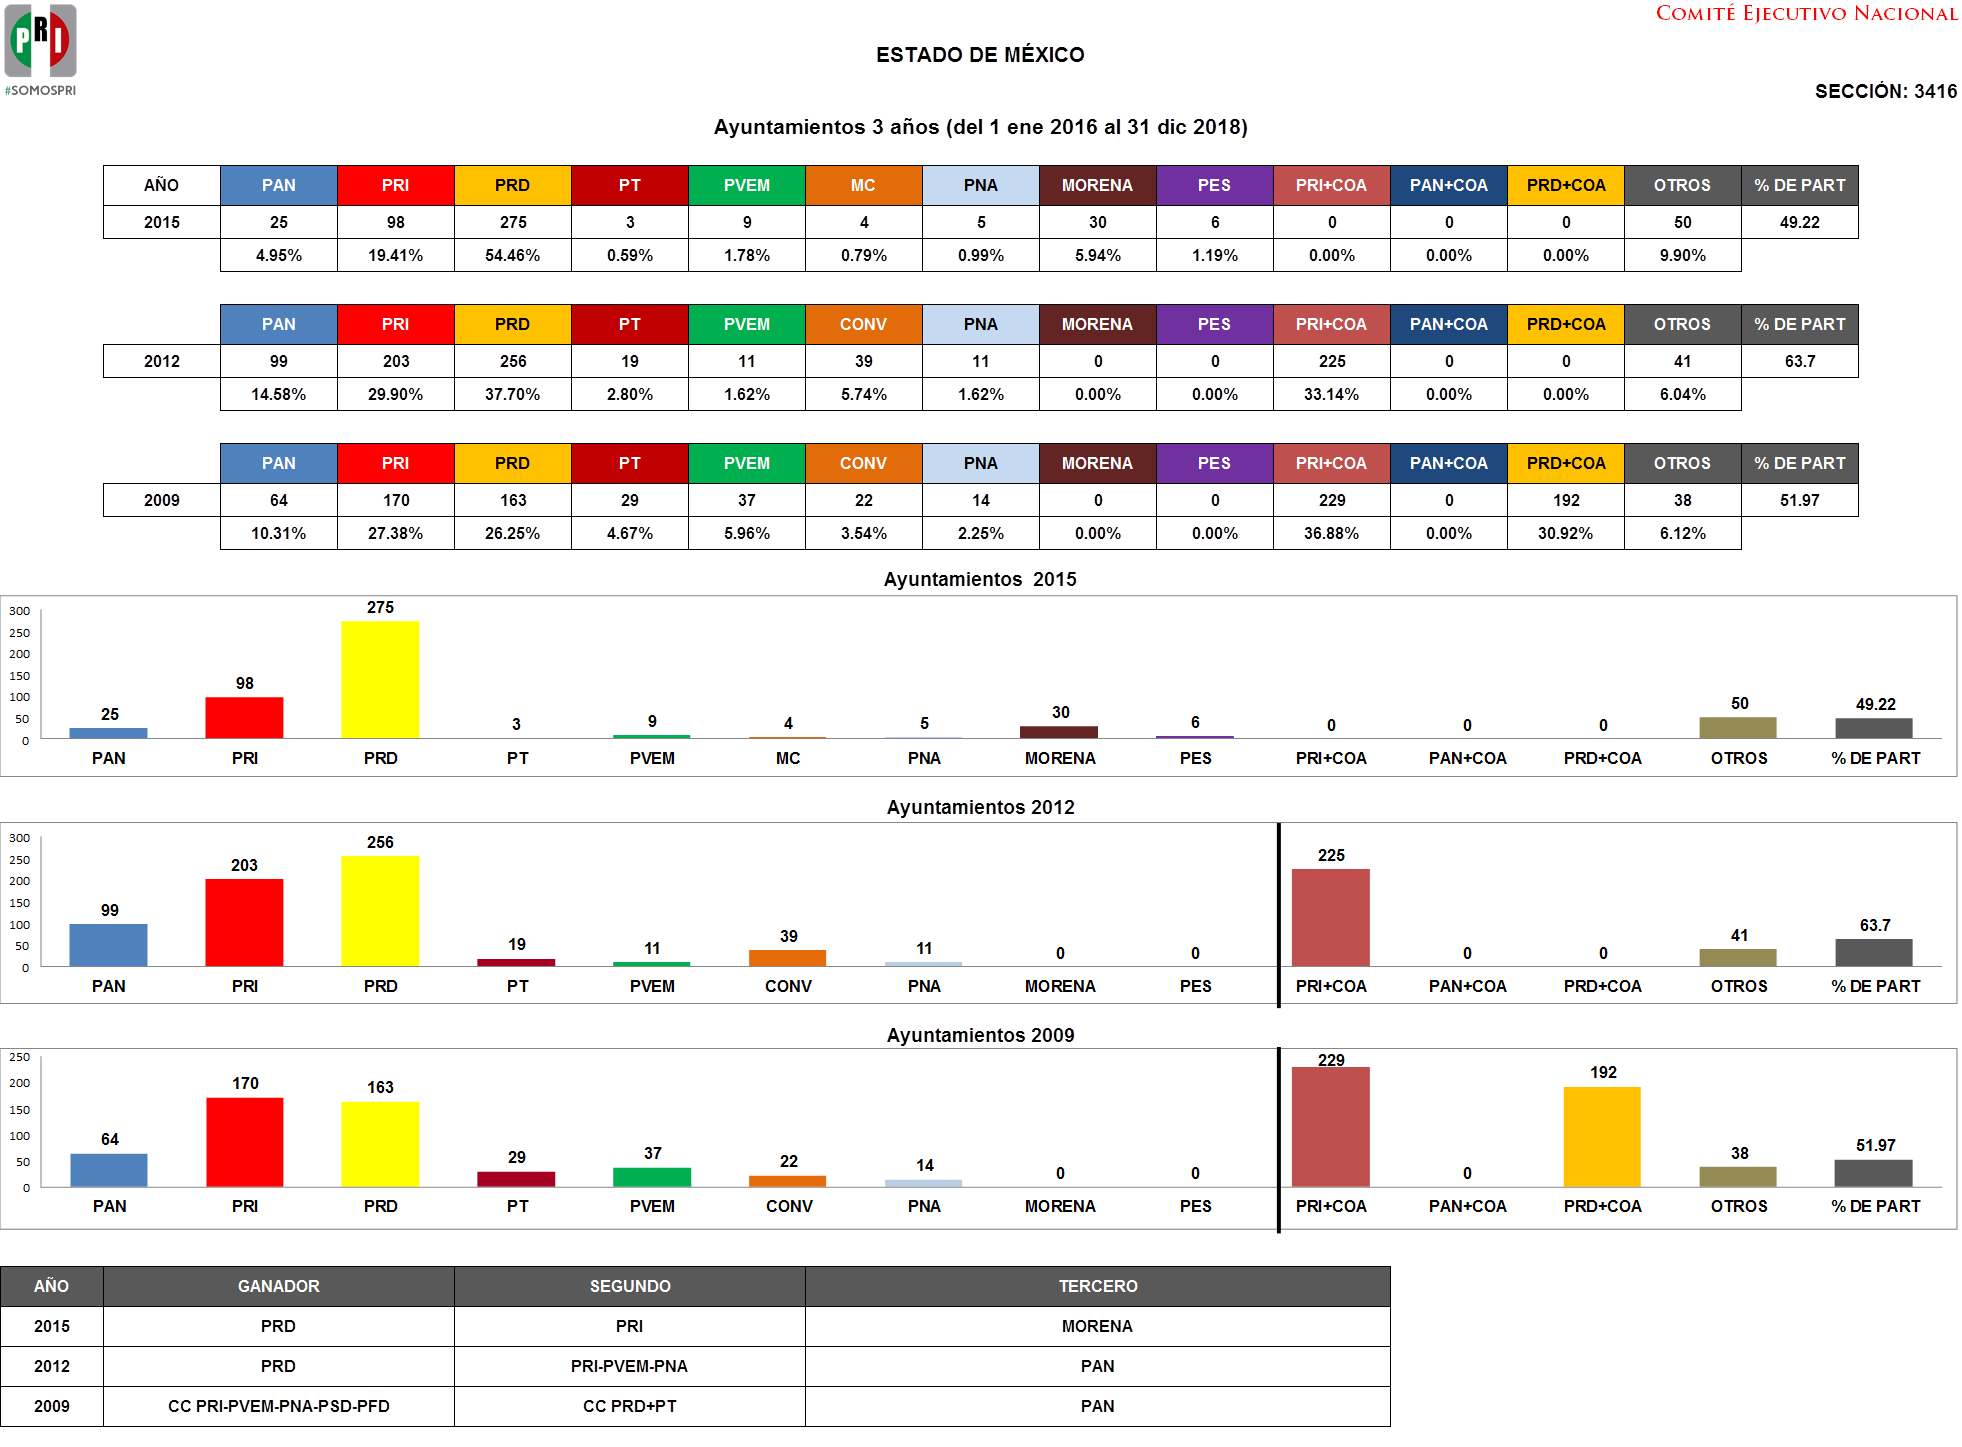 PRI
#SOMOSPRI
COMITÉ EJECUTIVO NACIONAL
ESTADO DE MÉXICO
SECCIÓN: 3416
Ayuntamientos 3 años (del 1 ene 2016 al 31 dic 2018)
AÑO PAN PRI PRD PT PVEM MC PNA MORENA PES PRI+COA PAN+COA PRD+COA OTROS % DE PART
2015 25 98 275 3 9 4 5 30 6 0 0 0 50 49.22
4.95% 19.41% 54.46% 0.59% 1.78% 0.79% 0.99% 5.94% 1.19% 0.00% 0.00% 0.00% 9.90%
PAN PRI PRD PT PVEM CONV PNA MORENA PES PRI+COA PAN+COA PRD+COA OTROS % DE PART
2012 99 203 256 19 11 39 11 0 0 225 0 0 41 63.7
14.58% 29.90% 37.70% 2.80% 1.62% 5.74% 1.62% 0.00% 0.00% 33.14% 0.00% 0.00% 6.04%
PAN PRI PRD PT PVEM CONV PNA MORENA PES PRI+COA PAN+COA PRD+COA OTROS % DE PART
2009 64 170 163 29 37 22 14 0 0 229 0 192 38 51.97
10.31% 27.38% 26.25% 4.67% 5.96% 3.54% 2.25% 0.00% 0.00% 36.88% 0.00% 30.92% 6.12%
Ayuntamientos 2015
300
250
200
150
100
50
0
25 98 275 3 9 4 5 30 6 0 0 0 50 49.22
PAN PRI PRD PT PVEM MC PNA MORENA PES PRI+COA PAN+COA PRD+COA OTROS % DE PART
Ayuntamientos 2012
300
250
200
150
100
50
0
99 203 256 19 11 39 11 0 0 225 0 0 41 63.7
PAN PRI PRD PT PVEM CONV PNA MORENA PES PRI+COA PAN+COA PRD+COA OTROS % DE PART
Ayuntamientos 2009
250
200
150
100
50
0
64 170 163 29 37 22 14 0 0 229 0 192 38 51.97
PAN PRI PRD PT PVEM CONV PNA MORENA PES PRI+COA PAN+COA PRD+COA OTROS % DE PART
AÑO GANADOR SEGUNDO TERCERO
2015 PRD PRI MORENA
2012 PRD PRI-PVEM-PNA PAN
2009 CC PRI-PVEM-PNA-PSD-PFD CC PRD+PT PAN